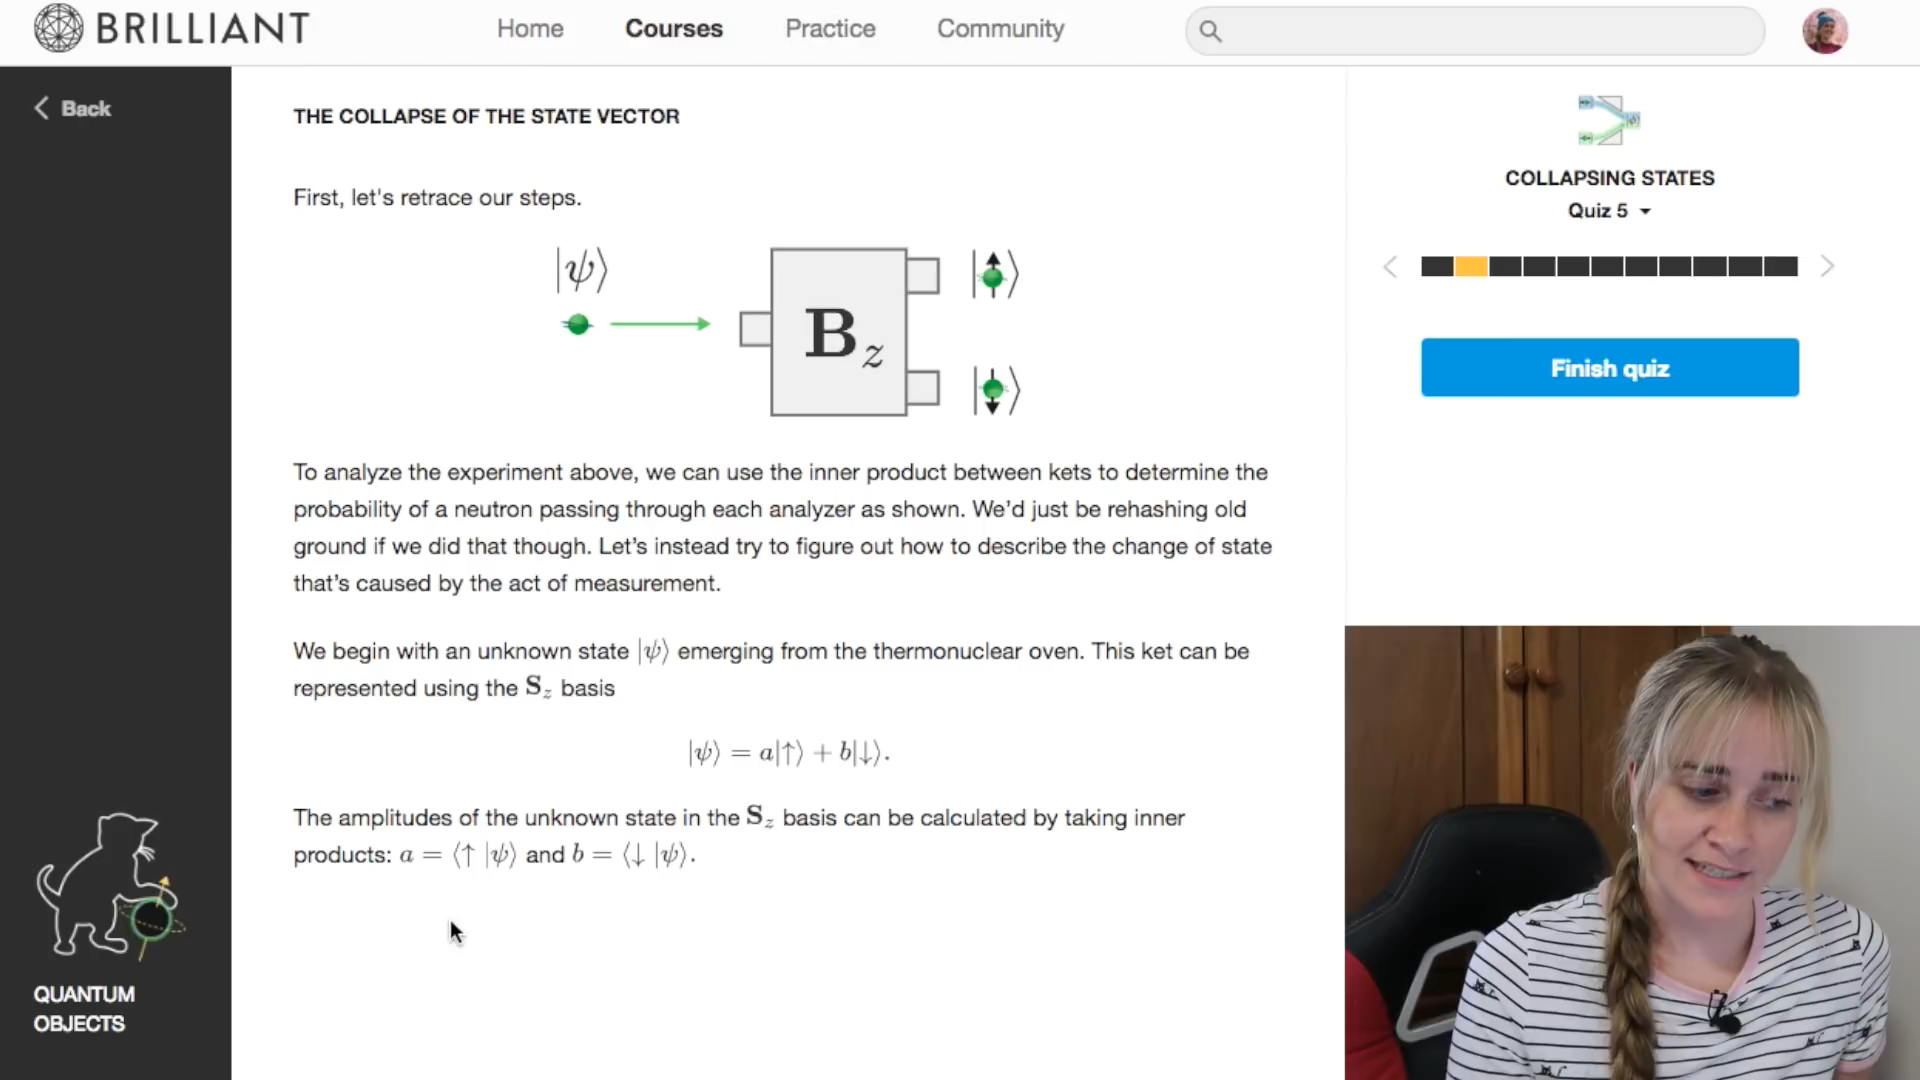 BRILLIANT
Home Courses Practice Community
Back
THE COLLAPSE OF THE STATE VECTOR
First, let's retrace our steps.
|ψ⟩
B_z
|↑⟩
|↓⟩
To analyze the experiment above, we can use the inner product between kets to determine the
probability of a neutron passing through each analyzer as shown. We'd just be rehashing old
ground if we did that though. Let's instead try to figure out how to describe the change of state
that's caused by the act of measurement.
We begin with an unknown state |ψ⟩ emerging from the thermonuclear oven. This ket can be
represented using the S_z basis
|ψ⟩ = a|↑⟩ + b|↓⟩.
The amplitudes of the unknown state in the S_z basis can be calculated by taking inner
products: a = ⟨↑ |ψ⟩ and b = ⟨↓ |ψ⟩.
QUANTUM
OBJECTS
COLLAPSING STATES
Quiz 5
Finish quiz